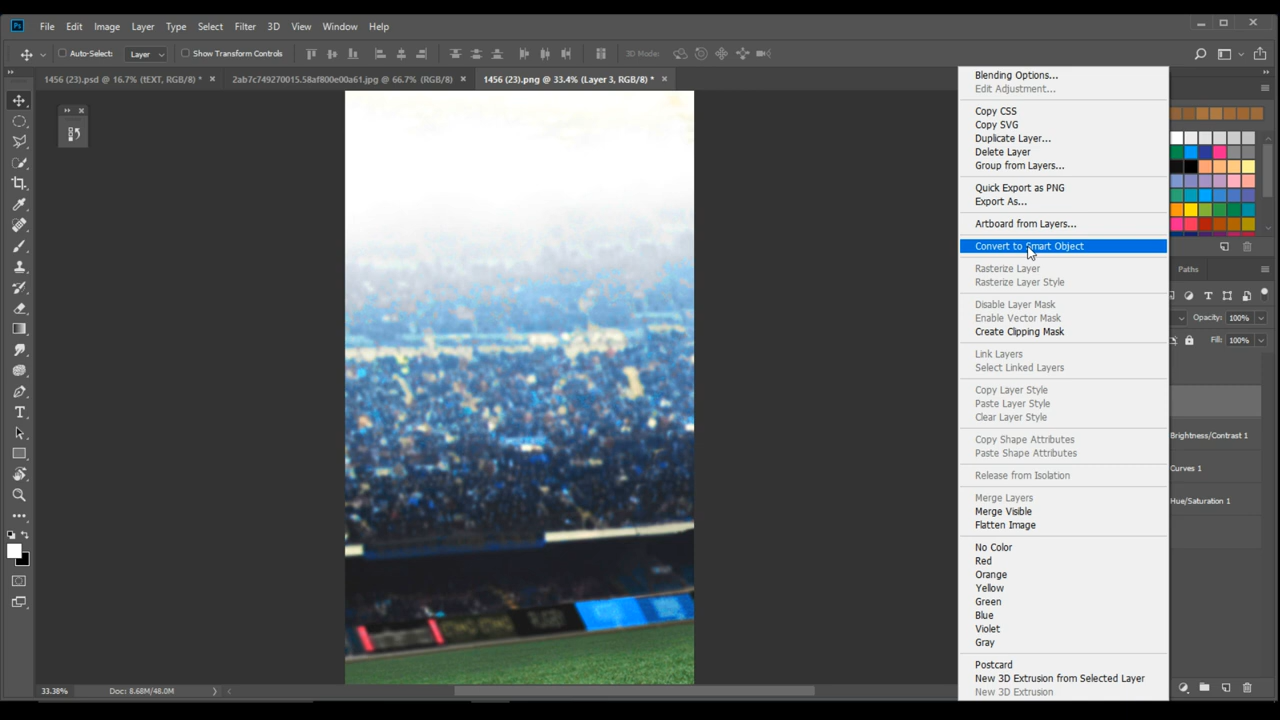 Ps File Edit Image Layer Type Select Filter 3D View Window Help
Auto-Select: Layer Show Transform Controls 3D Mode:
1456 (23).psd @ 16.7% (tEXT, RGB/8) * × 2ab7c749270015.58af800e00a61.jpg @ 66.7% (RGB/8) × 1456 (23).png @ 33.4% (Layer 3, RGB/8) * ×
Blending Options...
Edit Adjustment...
Copy CSS
Copy SVG
Duplicate Layer...
Delete Layer
Group from Layers...
Quick Export as PNG
Export As...
Artboard from Layers...
Convert to Smart Object
Rasterize Layer
Rasterize Layer Style
Disable Layer Mask
Enable Vector Mask
Create Clipping Mask
Link Layers
Select Linked Layers
Copy Layer Style
Paste Layer Style
Clear Layer Style
Copy Shape Attributes
Paste Shape Attributes
Release from Isolation
Merge Layers
Merge Visible
Flatten Image
No Color
Red
Orange
Yellow
Green
Blue
Violet
Gray
Postcard
New 3D Extrusion from Selected Layer
New 3D Extrusion
Paths
Opacity: 100%
Fill: 100%
Brightness/Contrast 1
Curves 1
Hue/Saturation 1
33.38% Doc: 8.68M/48.0M